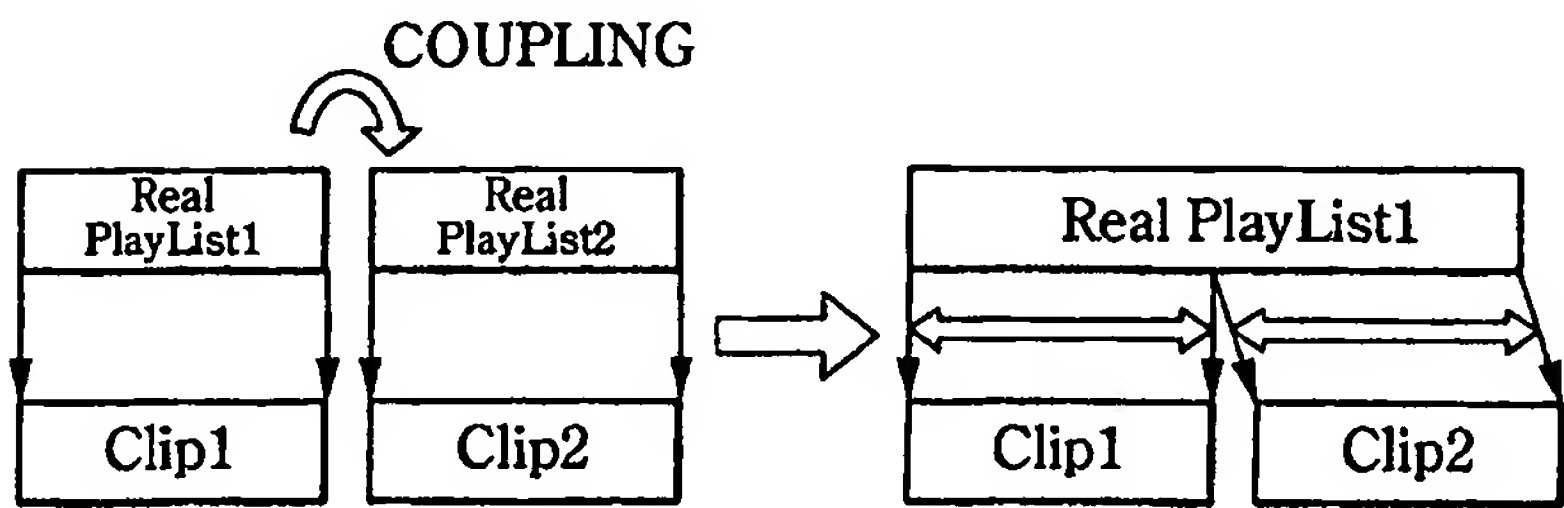 COUPLING
Real
PlayList1
Real
PlayList2
Real PlayList1
Clip1
Clip2
Clip1
Clip2